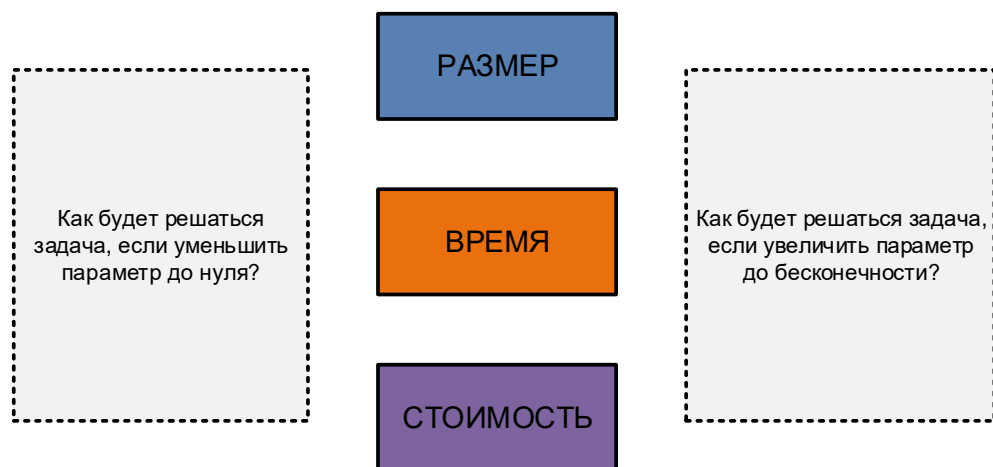 РАЗМЕР
Как будет решаться
задача, если уменьшить
параметр до нуля?
ВРЕМЯ
Как будет решаться задача,
если увеличить параметр
до бесконечности?
СТОИМОСТЬ